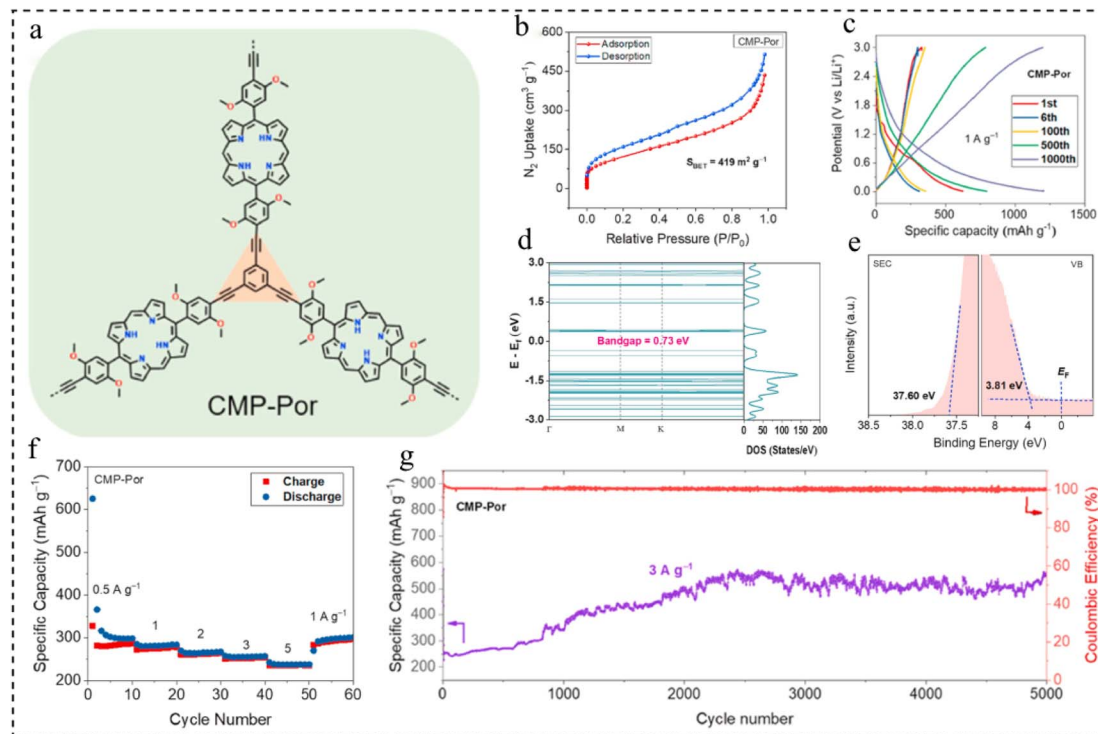 a
OMe
CMP-Por
b
600
450
300
150
0
0.0 0.2 0.4 0.6 0.8 1.0
N₂ Uptake (cm³ g⁻¹)
Relative Pressure (P/P₀)
Adsorption
Desorption
CMP-Por
S_BET = 419 m² g⁻¹
c
3.0
2.4
1.8
1.2
0.6
0.0
0 500 1000 1500
Potential (V vs Li/Li⁺)
Specific capacity (mAh g⁻¹)
CMP-Por
1st
6th
100th
500th
1000th
1 A g⁻¹
d
3.0
1.5
0.0
-1.5
-3.0
E - E_f (eV)
Bandgap = 0.73 eV
Γ M K
0 50 100 150 200
DOS (States/eV)
e
SEC VB
Intensity (a.u.)
37.60 eV
3.81 eV
E_F
38.5 38.0 37.5 8 4 0
Binding Energy (eV)
f
700
600
500
400
300
200
0 10 20 30 40 50 60
Specific Capacity (mAh g⁻¹)
Cycle Number
CMP-Por
Charge
Discharge
0.5 A g⁻¹
1
2
3
5
1 A g⁻¹
g
900
800
700
600
500
400
300
200
0 1000 2000 3000 4000 5000
Specific Capacity (mAh g⁻¹)
Cycle number
CMP-Por
3 A g⁻¹
100
80
60
40
20
0
Coulombic Efficiency (%)